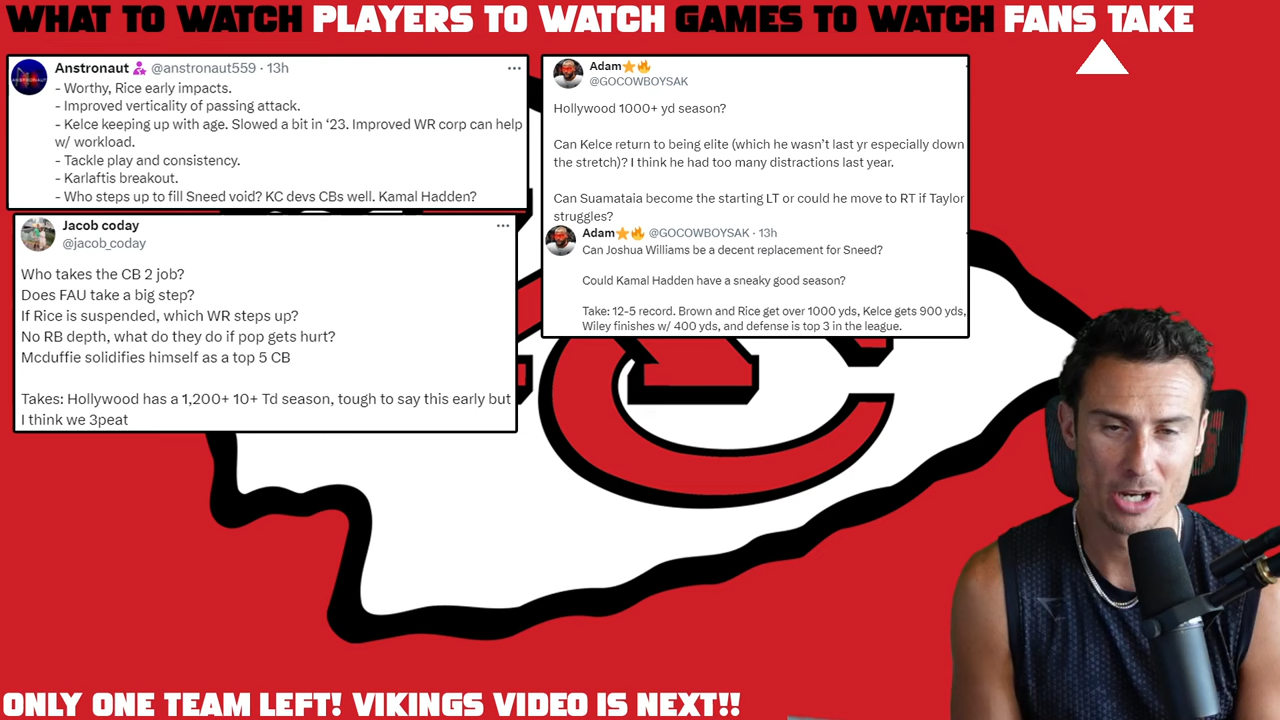 WHAT TO WATCH PLAYERS TO WATCH GAMES TO WATCH FANS TAKE
Anstronaut @anstronaut559 · 13h
- Worthy, Rice early impacts.
- Improved verticality of passing attack.
- Kelce keeping up with age. Slowed a bit in ‘23. Improved WR corp can help
w/ workload.
- Tackle play and consistency.
- Karlaftis breakout.
- Who steps up to fill Sneed void? KC devs CBs well. Kamal Hadden?
Jacob coday
@jacob_coday
Who takes the CB 2 job?
Does FAU take a big step?
If Rice is suspended, which WR steps up?
No RB depth, what do they do if pop gets hurt?
Mcduffie solidifies himself as a top 5 CB
Takes: Hollywood has a 1,200+ 10+ Td season, tough to say this early but
I think we 3peat
Adam⭐🔥
@GOCOWBOYSAK
Hollywood 1000+ yd season?
Can Kelce return to being elite (which he wasn’t last yr especially down
the stretch)? I think he had too many distractions last year.
Can Suamataia become the starting LT or could he move to RT if Taylor
struggles?
Adam⭐🔥 @GOCOWBOYSAK · 13h
Can Joshua Williams be a decent replacement for Sneed?
Could Kamal Hadden have a sneaky good season?
Take: 12-5 record. Brown and Rice get over 1000 yds, Kelce gets 900 yds,
Wiley finishes w/ 400 yds, and defense is top 3 in the league.
ONLY ONE TEAM LEFT! VIKINGS VIDEO IS NEXT!!